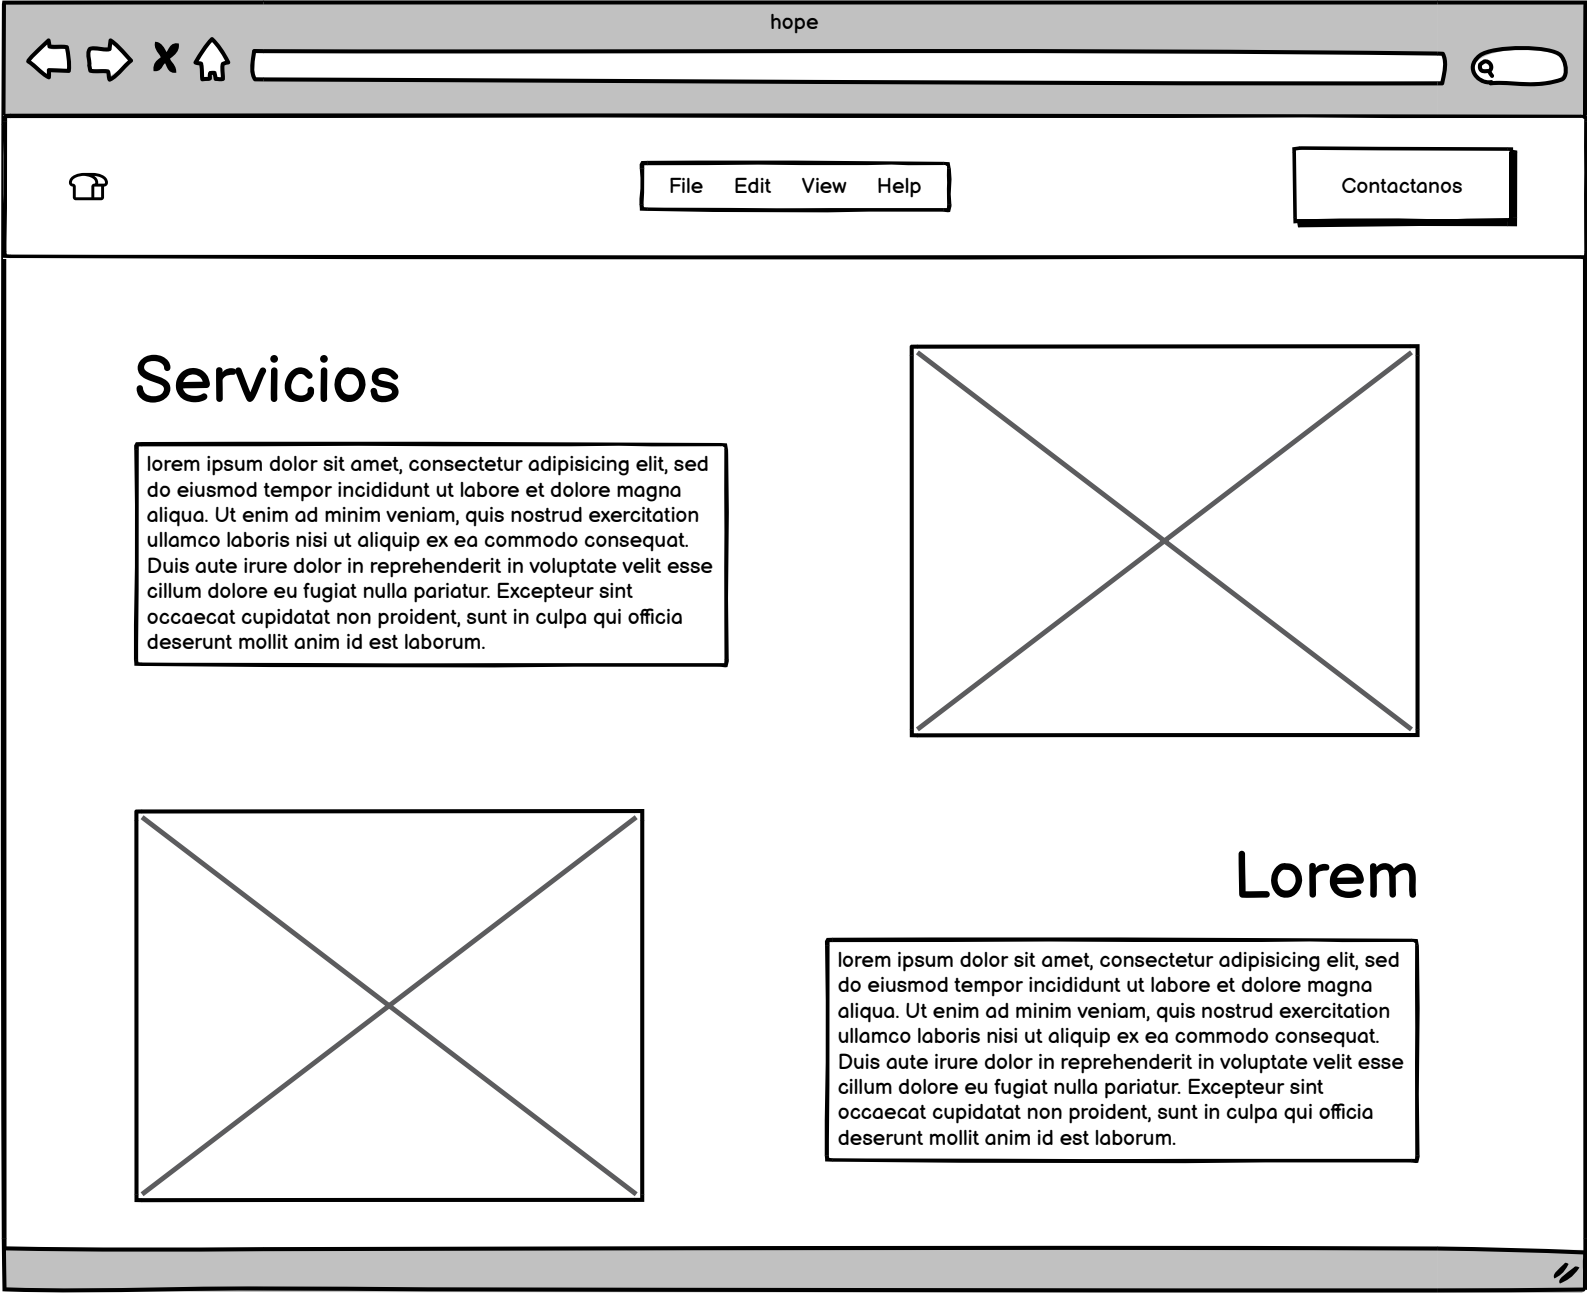 hope
File Edit View Help
Contactanos
Servicios
lorem ipsum dolor sit amet, consectetur adipisicing elit, sed
do eiusmod tempor incididunt ut labore et dolore magna
aliqua. Ut enim ad minim veniam, quis nostrud exercitation
ullamco laboris nisi ut aliquip ex ea commodo consequat.
Duis aute irure dolor in reprehenderit in voluptate velit esse
cillum dolore eu fugiat nulla pariatur. Excepteur sint
occaecat cupidatat non proident, sunt in culpa qui officia
deserunt mollit anim id est laborum.
Lorem
lorem ipsum dolor sit amet, consectetur adipisicing elit, sed
do eiusmod tempor incididunt ut labore et dolore magna
aliqua. Ut enim ad minim veniam, quis nostrud exercitation
ullamco laboris nisi ut aliquip ex ea commodo consequat.
Duis aute irure dolor in reprehenderit in voluptate velit esse
cillum dolore eu fugiat nulla pariatur. Excepteur sint
occaecat cupidatat non proident, sunt in culpa qui officia
deserunt mollit anim id est laborum.